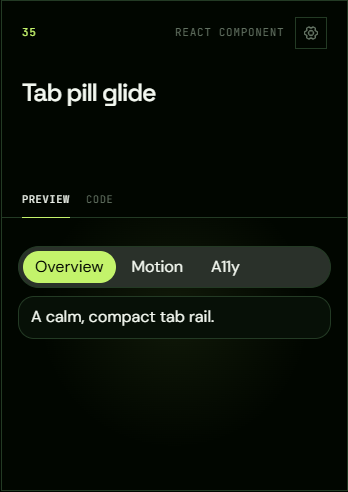 35 REACT COMPONENT
Tab pill glide
PREVIEW CODE
Overview Motion A11y
A calm, compact tab rail.